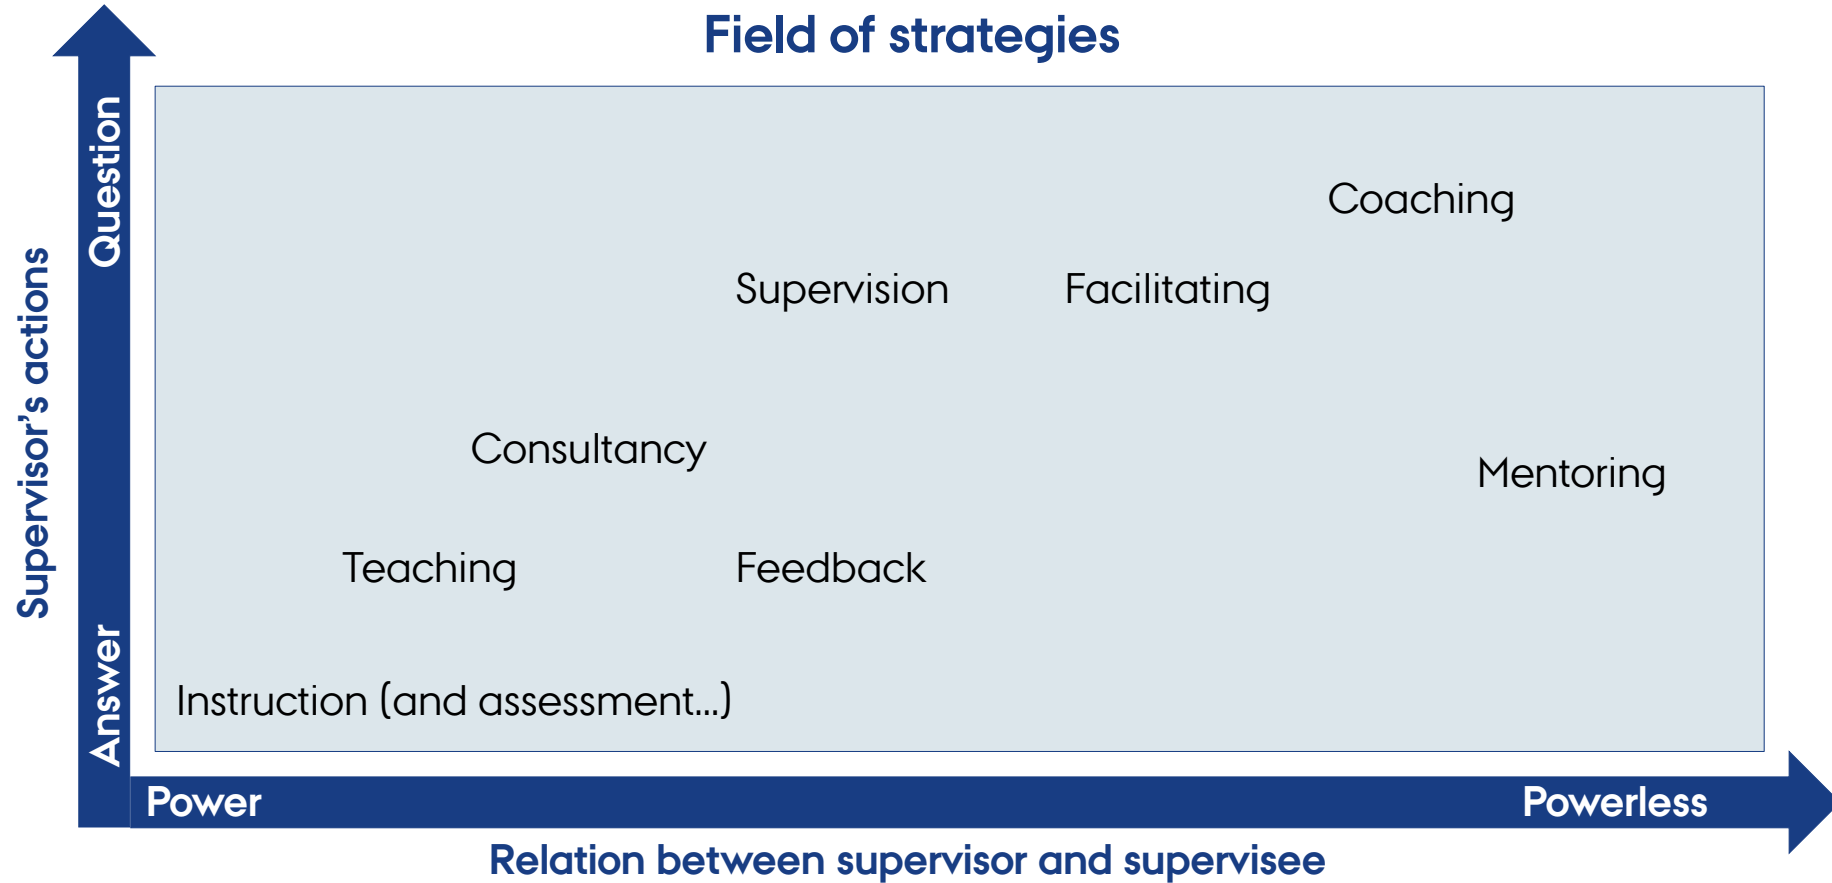 Field of strategies
Supervisor's actions
Question
Answer
Coaching
Supervision
Facilitating
Consultancy
Mentoring
Teaching
Feedback
Instruction (and assessment...)
Power
Powerless
Relation between supervisor and supervisee